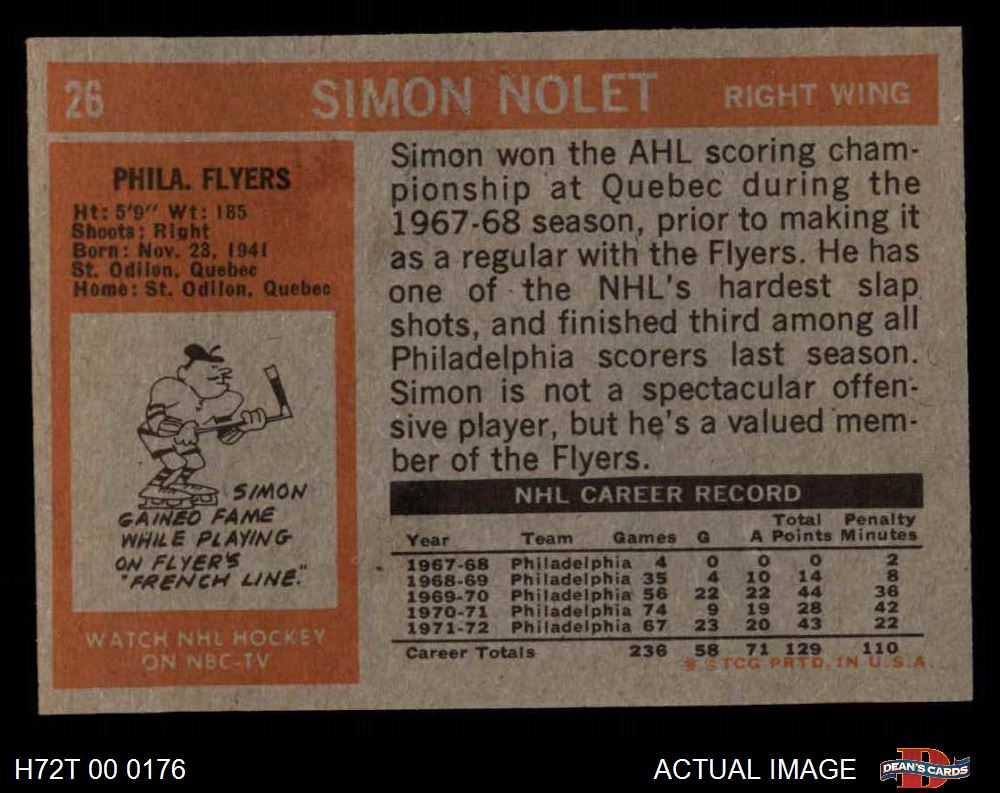 26 SIMON NOLET RIGHT WING
PHILA. FLYERS
Ht: 5'9" Wt: 185
Shoots: Right
Born: Nov. 23, 1941
St. Odilon, Quebec
Home: St. Odilon, Quebec
SIMON
GAINED FAME
WHILE PLAYING
ON FLYER'S
"FRENCH LINE."
WATCH NHL HOCKEY
ON NBC-TV
Simon won the AHL scoring cham-
pionship at Quebec during the
1967-68 season, prior to making it
as a regular with the Flyers. He has
one of the NHL's hardest slap
shots, and finished third among all
Philadelphia scorers last season.
Simon is not a spectacular offen-
sive player, but he's a valued mem-
ber of the Flyers.
NHL CAREER RECORD
Total Penalty
Year Team Games G A Points Minutes
1967-68 Philadelphia 4 0 0 0 2
1968-69 Philadelphia 35 4 10 14 8
1969-70 Philadelphia 56 22 22 44 36
1970-71 Philadelphia 74 9 19 28 42
1971-72 Philadelphia 67 23 20 43 22
Career Totals 236 58 71 129 110
* © TCG PRTD. IN U.S.A.
H72T 00 0176
ACTUAL IMAGE
D
DEAN'S CARDS